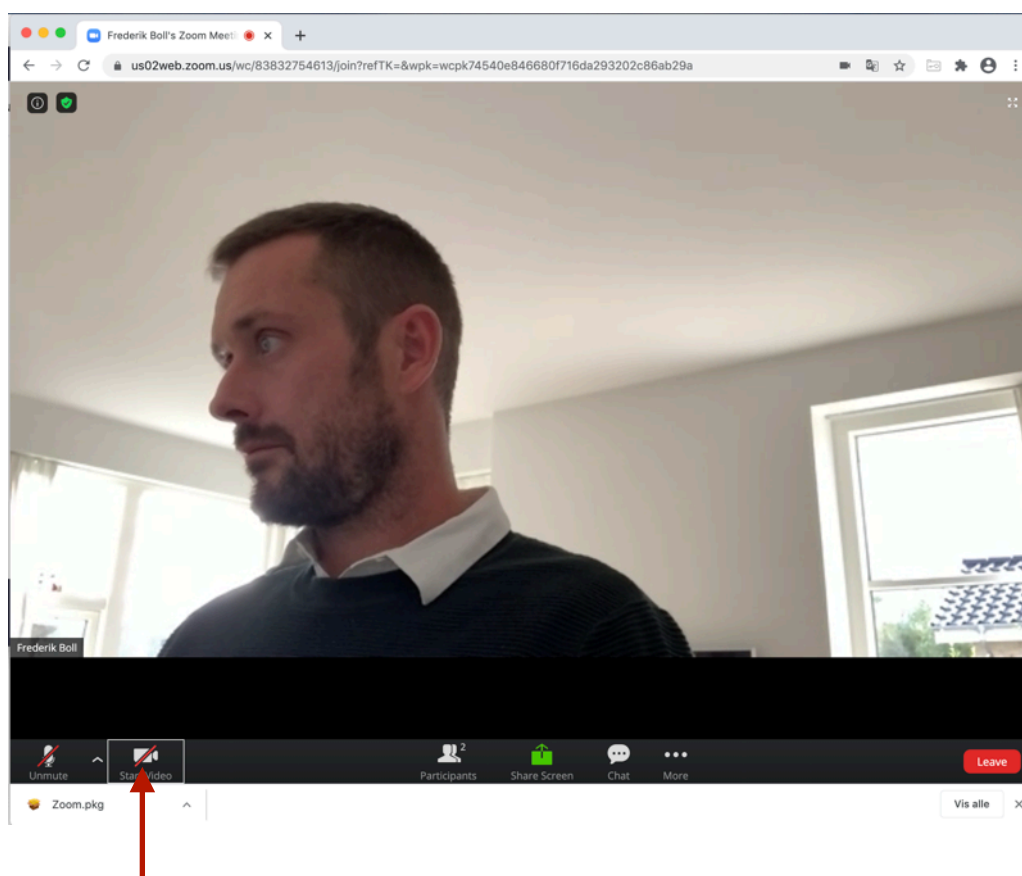 Frederik Boll's Zoom Meeti
us02web.zoom.us/wc/83832754613/join?refTK=&wpk=wcpk74540e846680f716da293202c86ab29a
Frederik Boll
Unmute
Start Video
2
Participants
Share Screen
Chat
More
Leave
Zoom.pkg
Vis alle